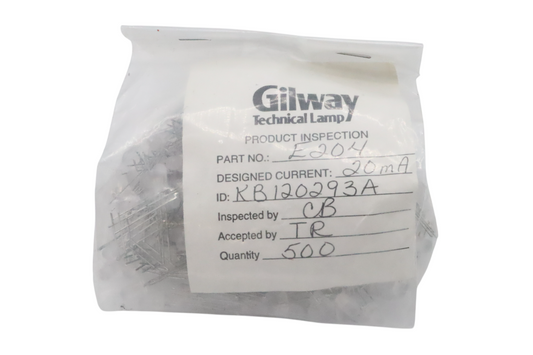 Gilway
Technical Lamp
PRODUCT INSPECTION
PART NO.: E204
DESIGNED CURRENT: 20mA
ID: KB120293A
Inspected by CB
Accepted by TR
Quantity 500